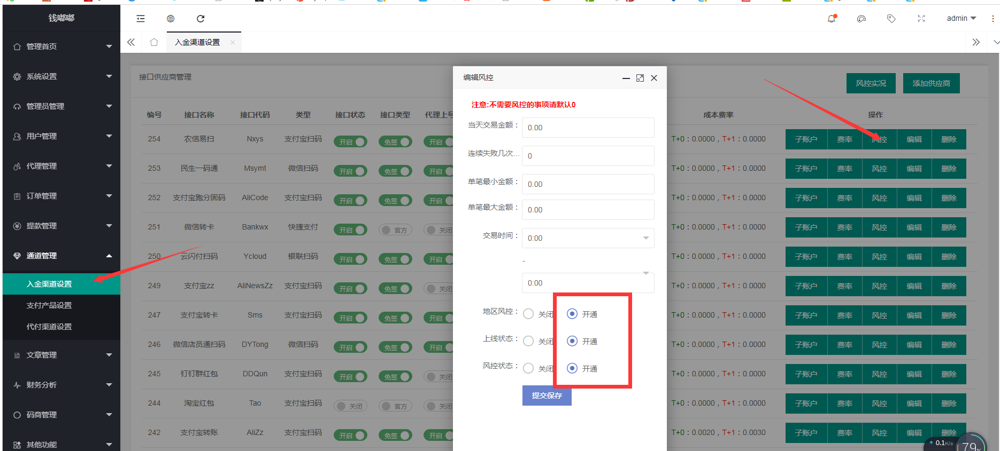 钱嘟嘟
admin
入金渠道设置
管理首页
系统设置
管理员管理
用户管理
代理管理
订单管理
提款管理
通道管理
入金渠道设置
支付产品设置
代付渠道设置
文章管理
财务分析
码商管理
其他功能
接口供应商管理
风控实况 添加供应商
编号 接口名称 接口代码 类型 接口状态 接口类型 代理上号 成本费率 操作
254 农信易扫 Nxys 支付宝扫码 开启 免签 开启 T+0：0.0000，T+1：0.0000 子账户 费率 风控 编辑 删除
253 民生一码通 Msymt 微信扫码 开启 免签 开启 T+0：0.0000，T+1：0.0000 子账户 费率 风控 编辑 删除
252 支付宝跑分固码 AliCode 支付宝扫码 开启 免签 开启 T+0：0.0000，T+1：0.0000 子账户 费率 风控 编辑 删除
251 微信转卡 Bankwx 快捷支付 开启 官方 关闭 T+0：0.0000，T+1：0.0000 子账户 费率 风控 编辑 删除
250 云闪付扫码 Ycloud 银联扫码 开启 免签 开启 T+0：0.0000，T+1：0.0000 子账户 费率 风控 编辑 删除
249 支付宝zz AliNewsZz 支付宝扫码 开启 免签 关闭 T+0：0.0000，T+1：0.0000 子账户 费率 风控 编辑 删除
247 支付宝转卡 Sms 支付宝扫码 开启 免签 开启 T+0：0.0000，T+1：0.0000 子账户 费率 风控 编辑 删除
246 微信店员通扫码 DYTong 微信扫码 开启 免签 开启 T+0：0.0000，T+1：0.0000 子账户 费率 风控 编辑 删除
245 钉钉群红包 DDQun 支付宝扫码 开启 免签 关闭 T+0：0.0000，T+1：0.0000 子账户 费率 风控 编辑 删除
244 淘宝红包 Tao 支付宝扫码 关闭 官方 关闭 T+0：0.0000，T+1：0.0000 子账户 费率 风控 编辑 删除
242 支付宝转账 AliZz 支付宝扫码 开启 免签 开启 T+0：0.0020，T+1：0.0030 子账户 费率 风控 编辑 删除
编辑风控
注意:不需要风控的事项请默认0
当天交易金额： 0.00
连续失败几次... 0
单笔最小金额： 0.00
单笔最大金额： 0.00
交易时间： 0:00
-
0:00
地区风控： 关闭 开通
上线状态： 关闭 开通
风控状态： 关闭 开通
提交保存
0.1K/s
79%